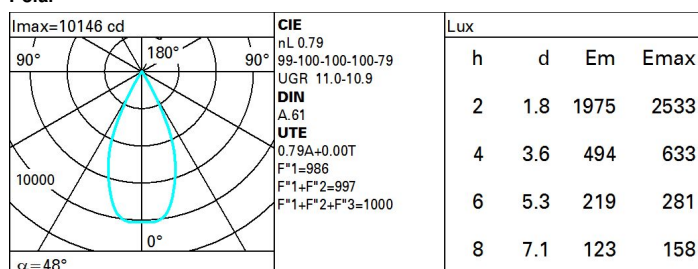 Imax=10146 cd
180°
90°
90°
10000
0°
α=48°
CIE
nL 0.79
99-100-100-100-79
UGR 11.0-10.9
DIN
A.61
UTE
0.79A+0.00T
F"1=986
F"1+F"2=997
F"1+F"2+F"3=1000
Lux
h d Em Emax
2 1.8 1975 2533
4 3.6 494 633
6 5.3 219 281
8 7.1 123 158